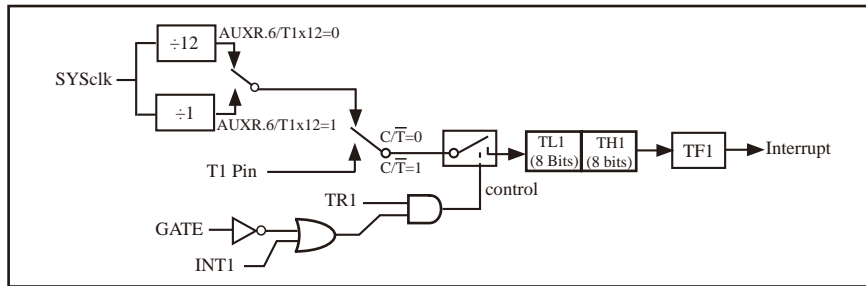 ÷12
AUXR.6/T1x12=0
SYSclk
÷1
AUXR.6/T1x12=1
C/T̅=0
C/T̅=1
T1 Pin
TL1
(8 Bits)
TH1
(8 bits)
TF1
Interrupt
control
TR1
GATE
INT1